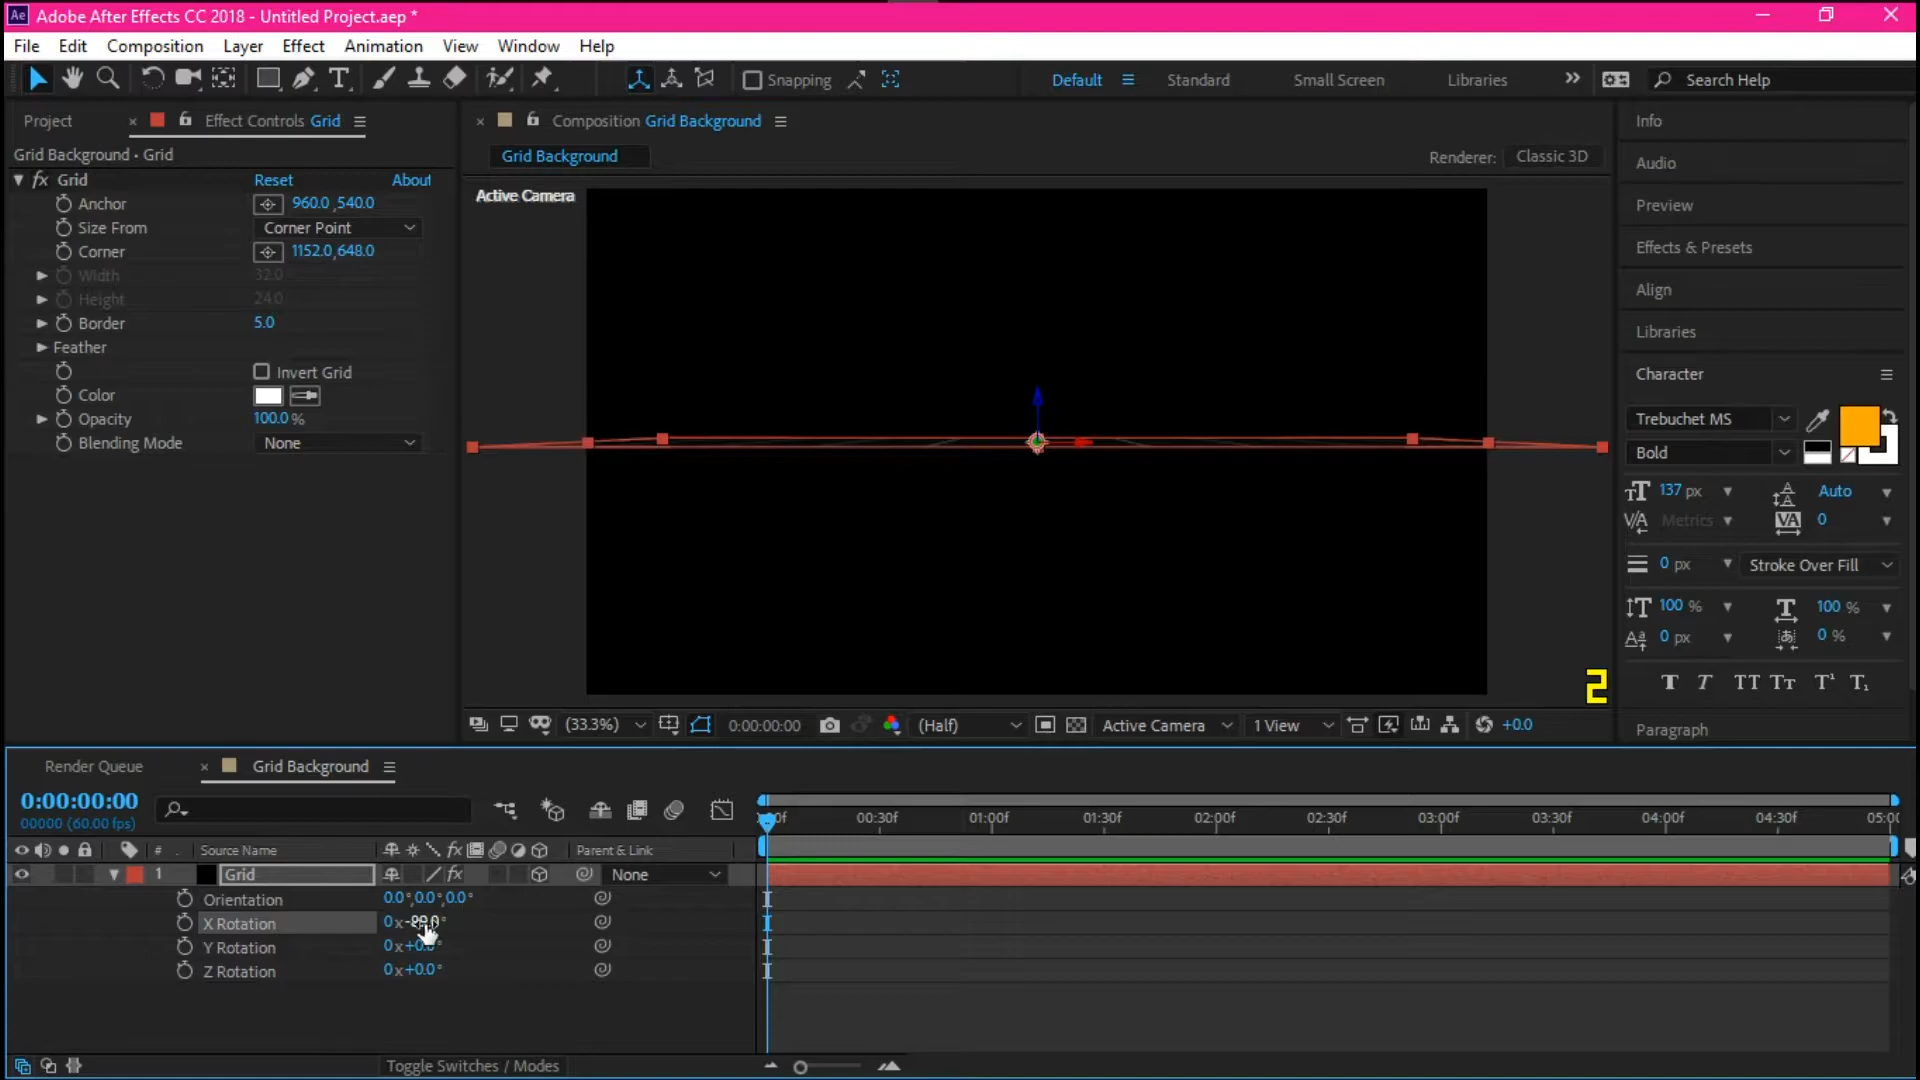 Ae Adobe After Effects CC 2018 - Untitled Project.aep *
File Edit Composition Layer Effect Animation View Window Help
T Snapping Default Standard Small Screen Libraries Search Help
Project × Effect Controls Grid
× Composition Grid Background
Info
Grid Background • Grid
Grid Background
Renderer: Classic 3D
Audio
fx Grid Reset About
Active Camera
Anchor 960.0 ,540.0
Preview
Size From Corner Point
Corner 1152.0,648.0
Effects & Presets
Width 32.0
Height 24.0
Align
Border 5.0
Libraries
Feather
Invert Grid
Character
Color
Opacity 100.0 %
Trebuchet MS
Blending Mode None
Bold
137 px Auto
Metrics 0
0 px Stroke Over Fill
100 % 100 %
0 px 0 %
T T TT Tт T¹ T₁
2
(33.3%) 0:00:00:00 (Half) Active Camera 1 View +0.0
Paragraph
Render Queue × Grid Background
0:00:00:00
00000 (60.00 fps)
00:30f 01:00f 01:30f 02:00f 02:30f 03:00f 03:30f 04:00f 04:30f
# . Source Name fx Parent & Link
1 Grid fx None
Orientation 0.0 °,0.0 °,0.0 °
X Rotation 0 x
Y Rotation 0 x
Z Rotation 0 x +0.0 °
Toggle Switches / Modes